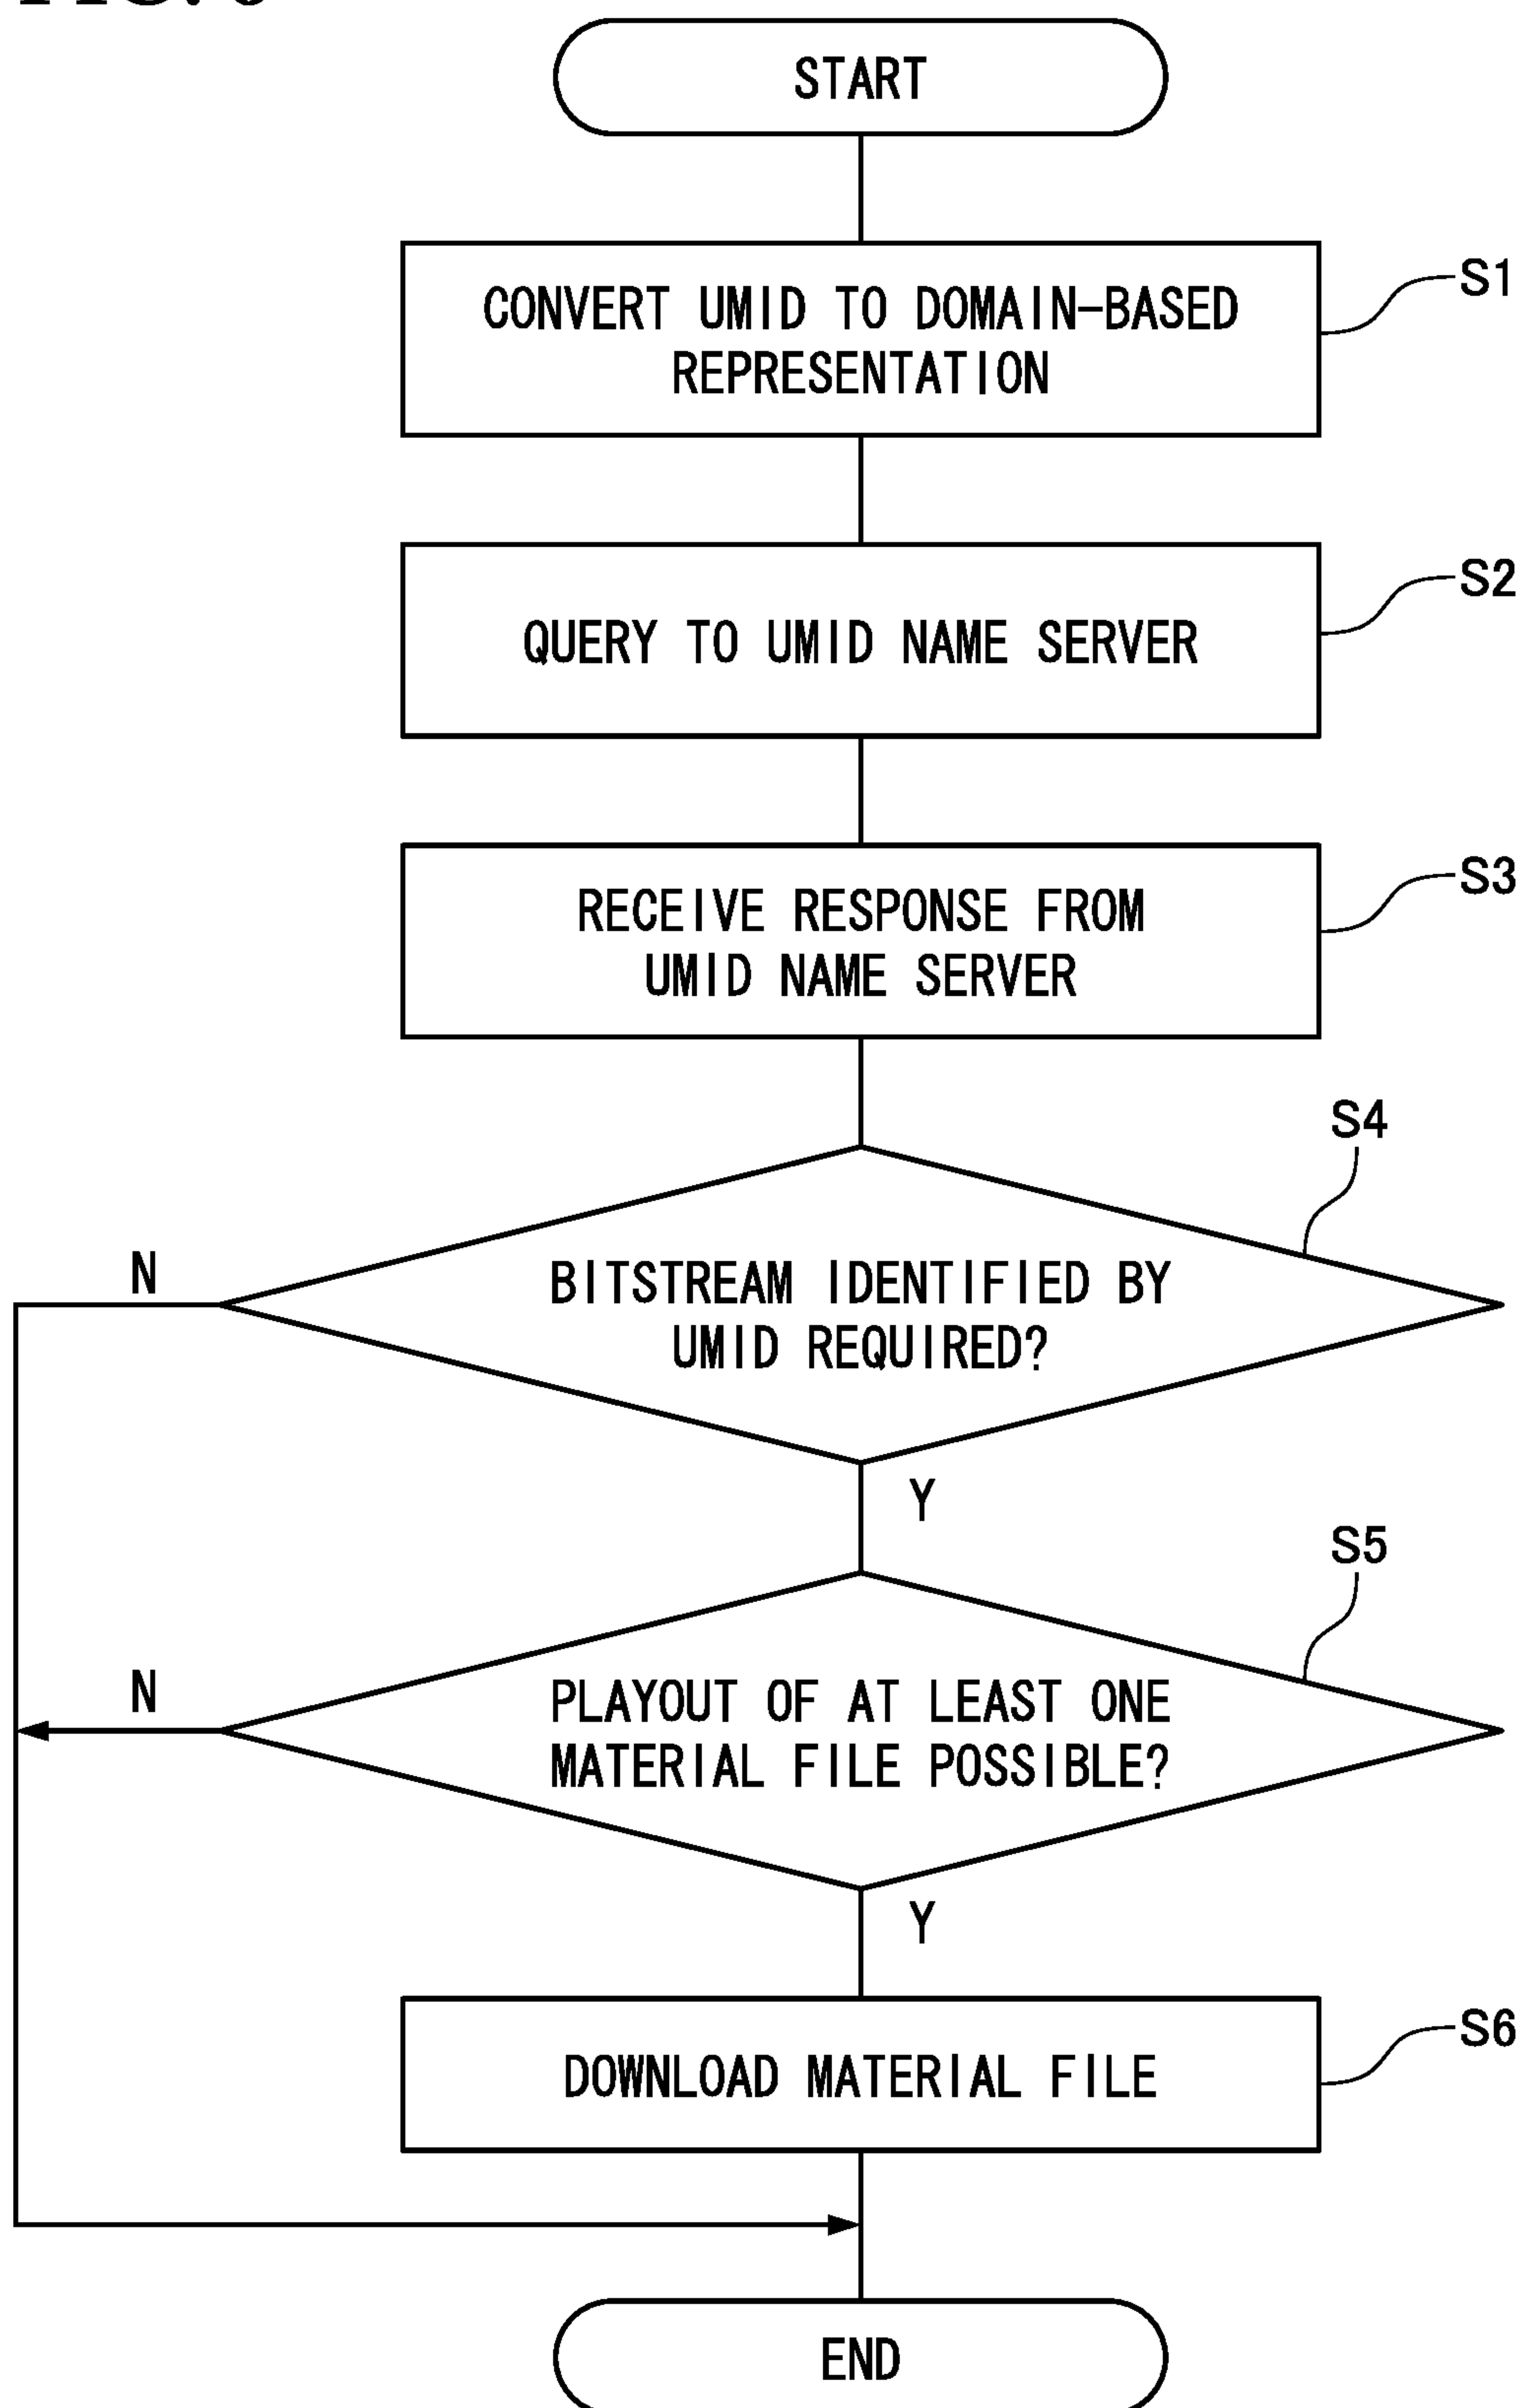 START
CONVERT UMID TO DOMAIN-BASED
REPRESENTATION
S1
QUERY TO UMID NAME SERVER
S2
RECEIVE RESPONSE FROM
UMID NAME SERVER
S3
S4
N
BITSTREAM IDENTIFIED BY
UMID REQUIRED?
Y
S5
N
PLAYOUT OF AT LEAST ONE
MATERIAL FILE POSSIBLE?
Y
DOWNLOAD MATERIAL FILE
S6
END